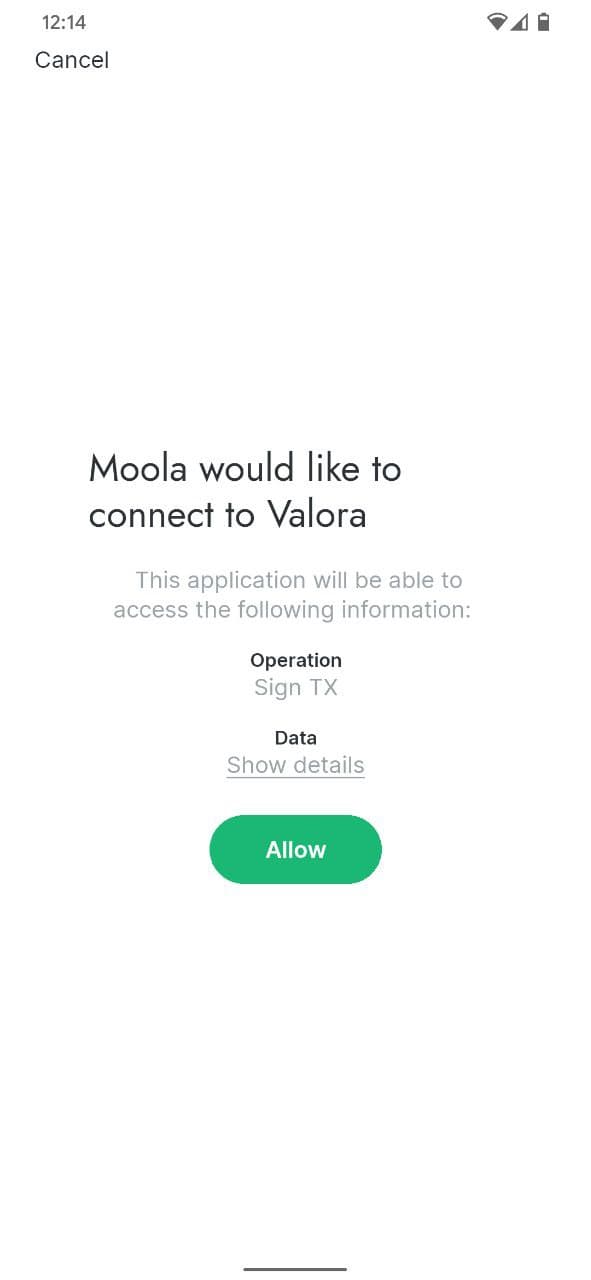 12:14
Cancel
Moola would like to
connect to Valora
This application will be able to
access the following information:
Operation
Sign TX
Data
Show details
Allow